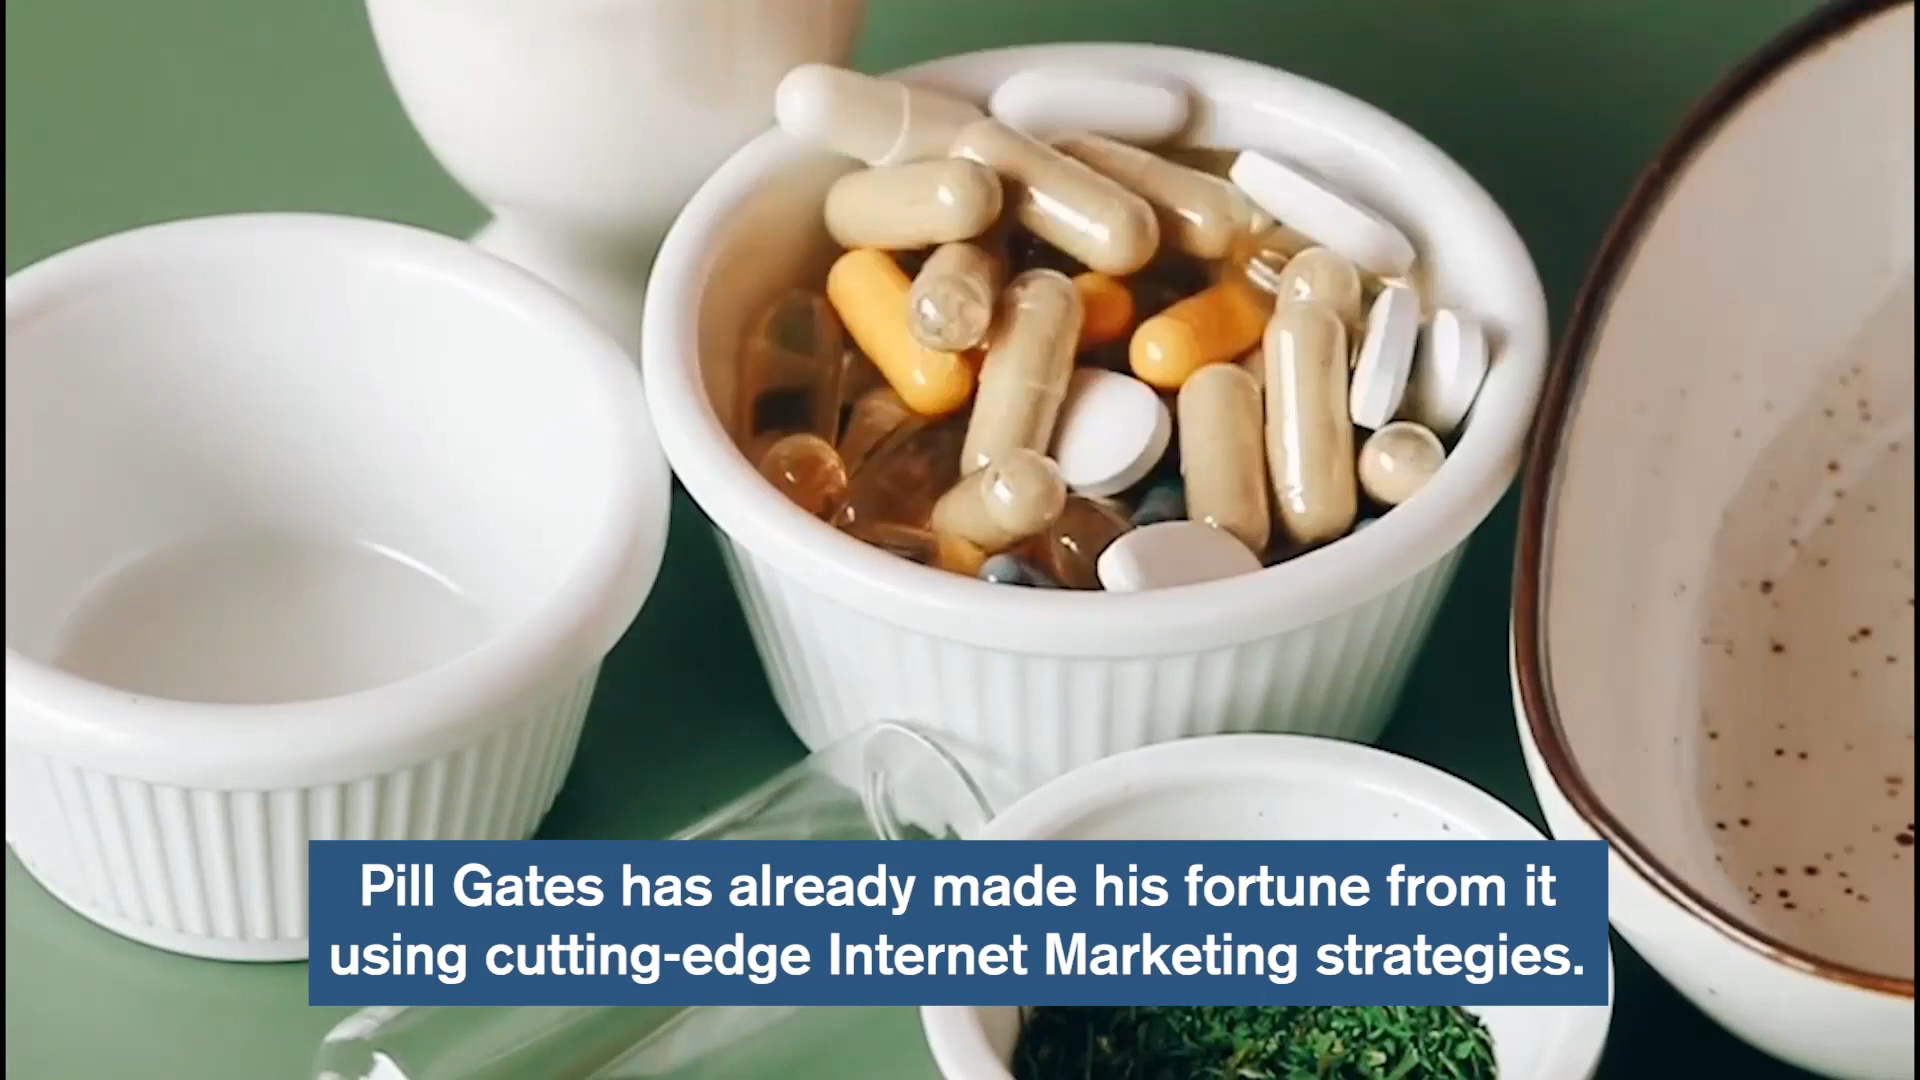 Pill Gates has already made his fortune from it
using cutting-edge Internet Marketing strategies.